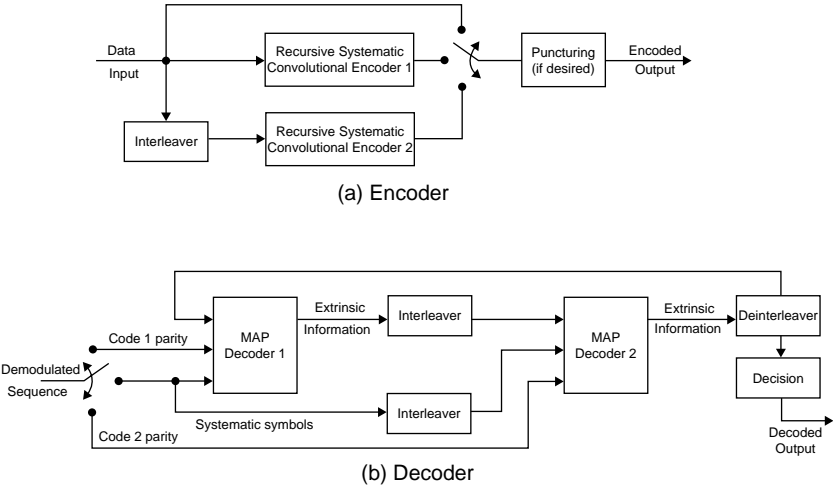 Data
Input
Recursive Systematic
Convolutional Encoder 1
Puncturing
(if desired)
Encoded
Output
Interleaver
Recursive Systematic
Convolutional Encoder 2
(a) Encoder
Demodulated
Sequence
Code 1 parity
MAP
Decoder 1
Extrinsic
Information
Interleaver
MAP
Decoder 2
Extrinsic
Information
Deinterleaver
Decision
Systematic symbols
Interleaver
Code 2 parity
Decoded
Output
(b) Decoder